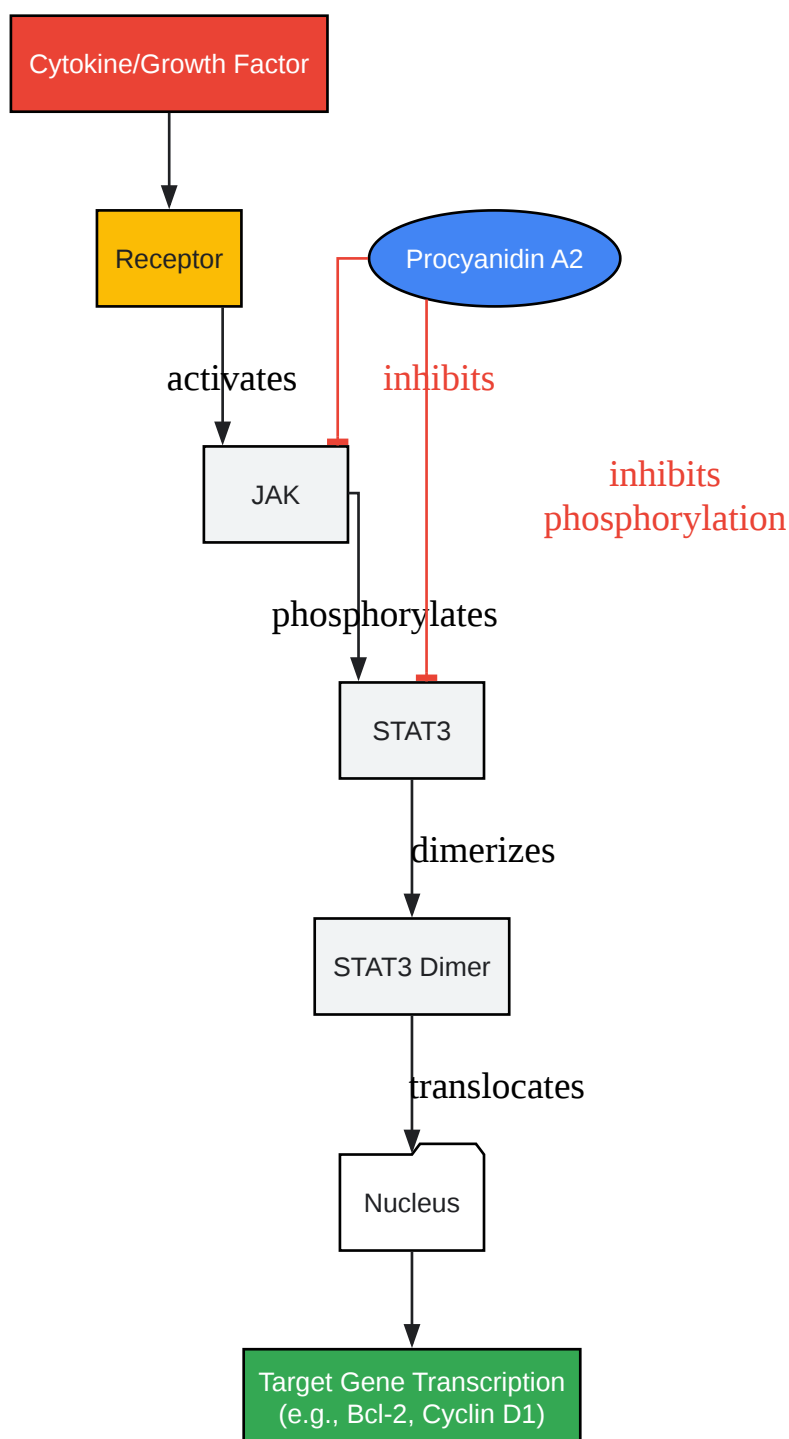 Cytokine/Growth Factor
Receptor
Procyanidin A2
activates
inhibits
inhibits
phosphorylation
JAK
phosphorylates
STAT3
dimerizes
STAT3 Dimer
translocates
Nucleus
Target Gene Transcription
(e.g., Bcl-2, Cyclin D1)